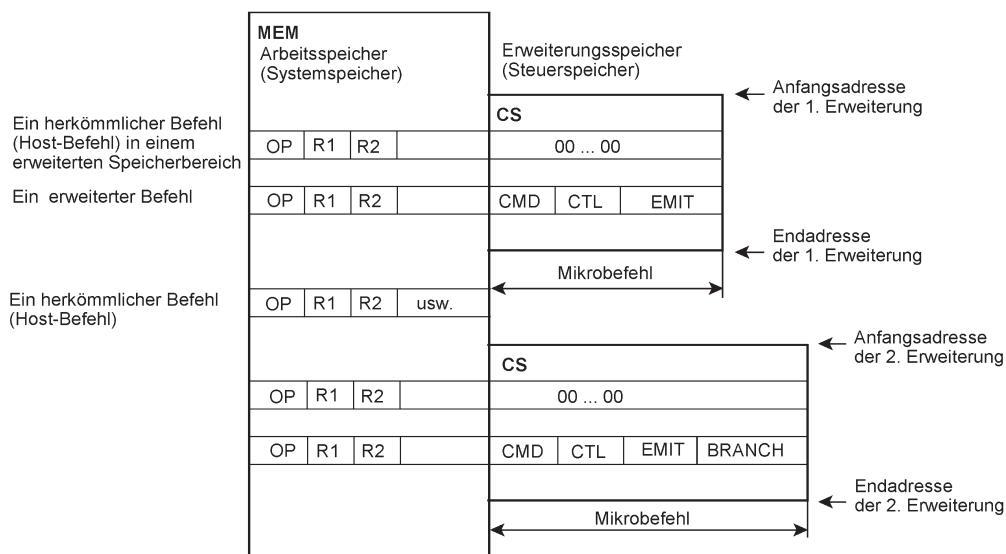 MEM
Arbeitsspeicher
(Systemspeicher)
Erweiterungsspeicher
(Steuerspeicher)
Anfangsadresse
der 1. Erweiterung
CS
Ein herkömmlicher Befehl
(Host-Befehl) in einem
erweiterten Speicherbereich
OP R1 R2 00 ... 00
Ein erweiterter Befehl
OP R1 R2 CMD CTL EMIT
Endadresse
der 1. Erweiterung
Mikrobefehl
Ein herkömmlicher Befehl
(Host-Befehl)
OP R1 R2 usw.
Anfangsadresse
der 2. Erweiterung
CS
OP R1 R2 00 ... 00
OP R1 R2 CMD CTL EMIT BRANCH
Endadresse
der 2. Erweiterung
Mikrobefehl